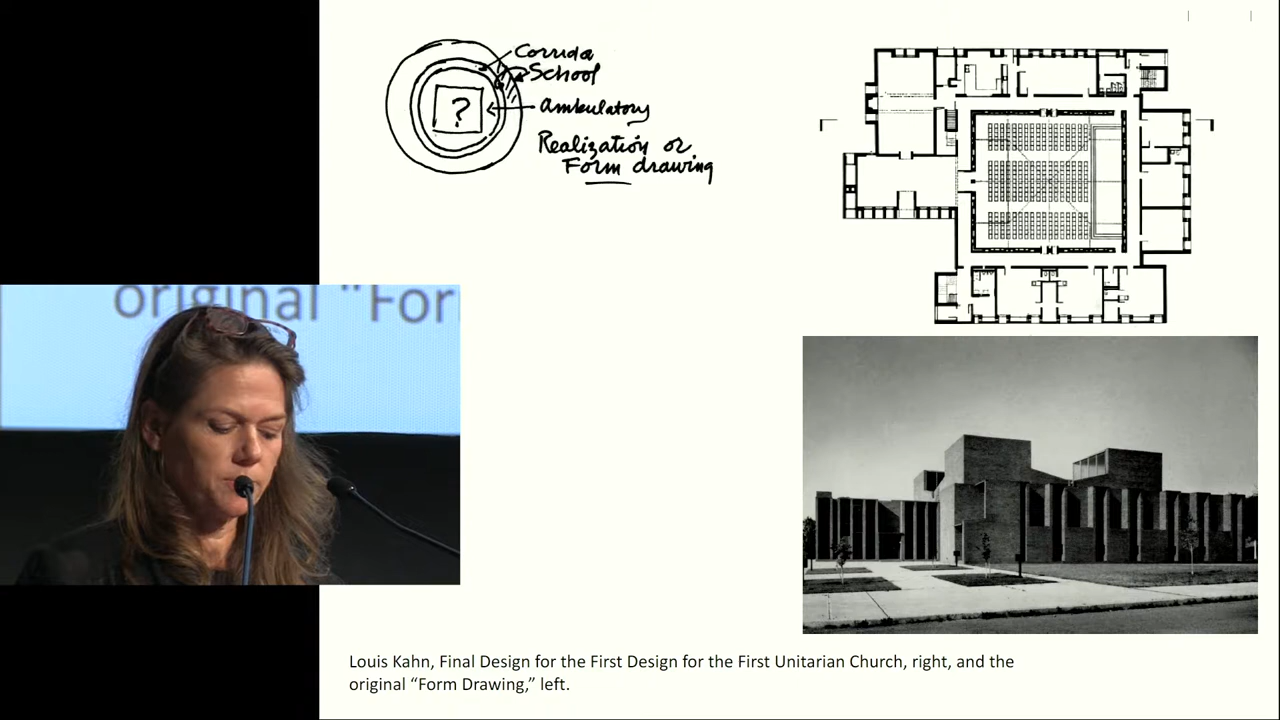 Corridor
School
?
Ambulatory
Realization or
Form drawing
original "For
Louis Kahn, Final Design for the First Design for the First Unitarian Church, right, and the
original “Form Drawing,” left.